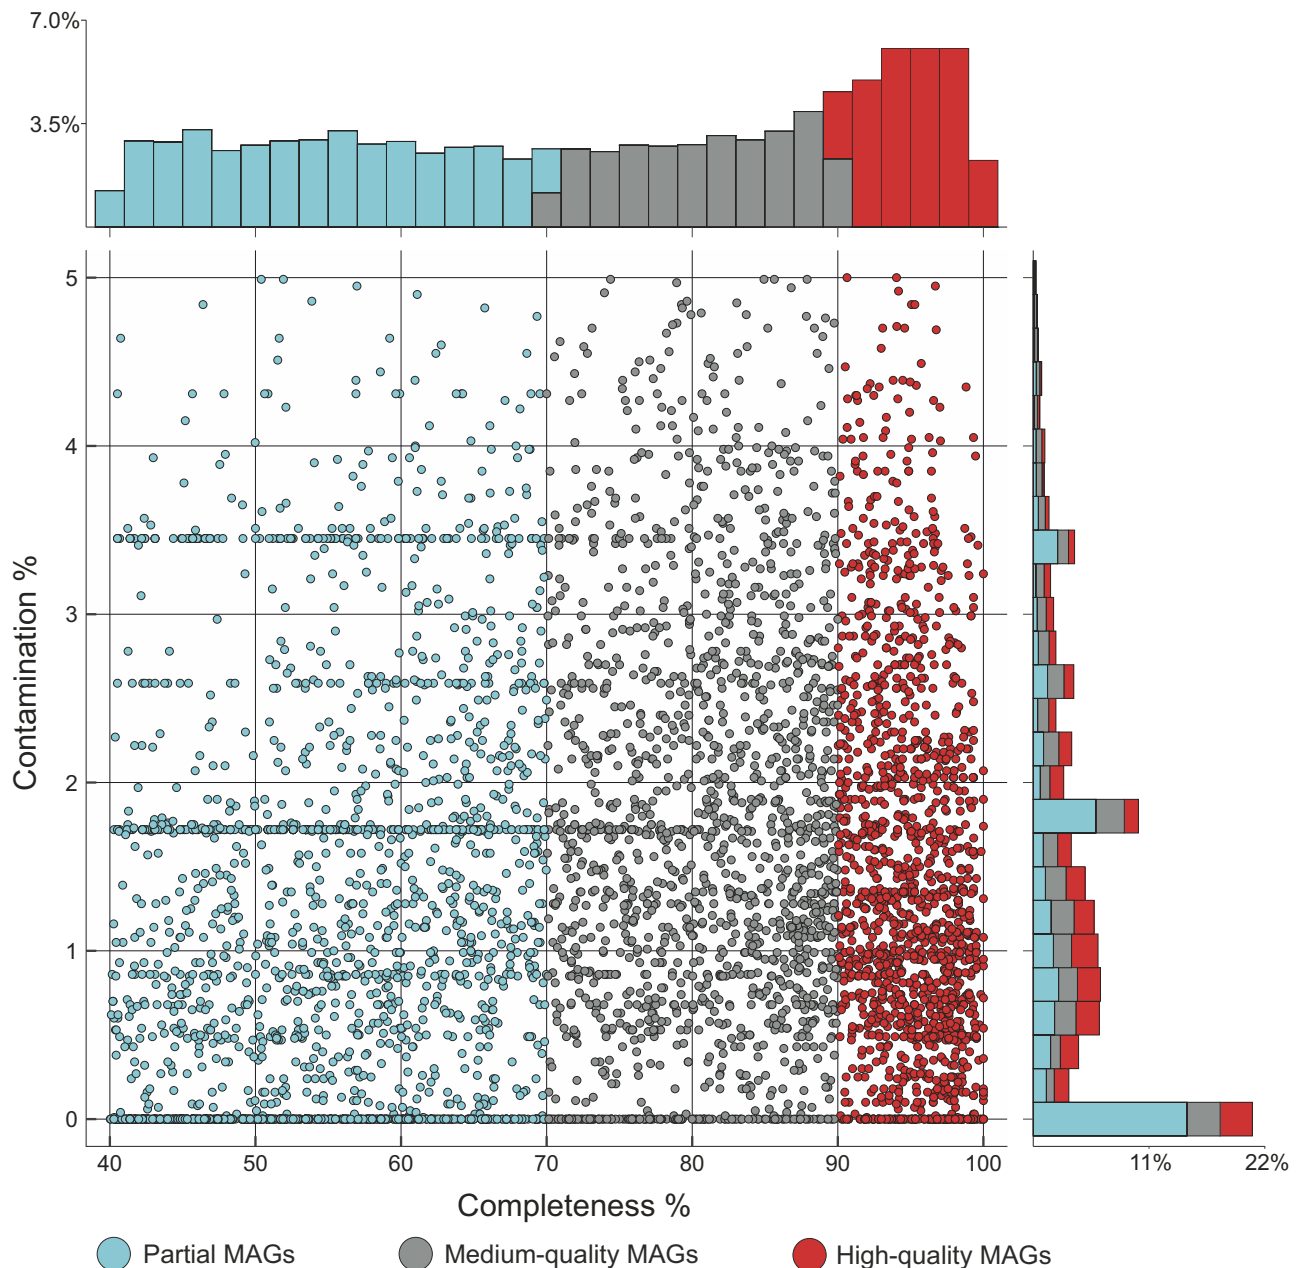 7.0%
3.5%
5
4
3
2
1
0
Contamination %
40 50 60 70 80 90 100
11% 22%
Completeness %
Partial MAGs Medium-quality MAGs High-quality MAGs